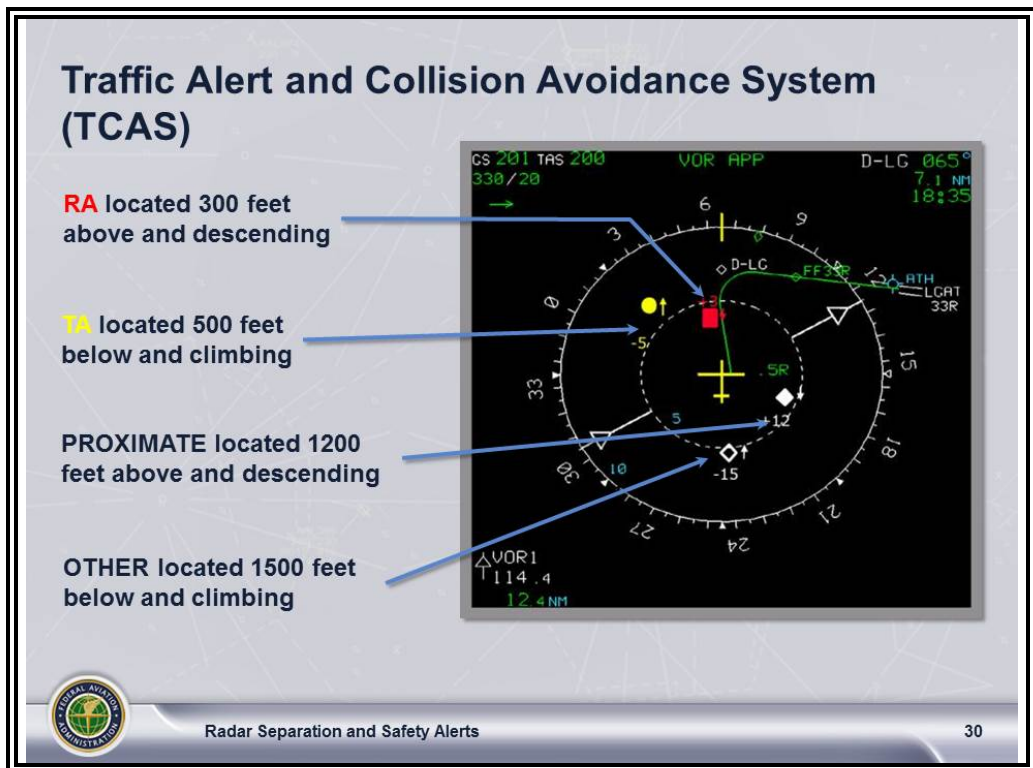 Traffic Alert and Collision Avoidance System
(TCAS)
RA located 300 feet
above and descending
TA located 500 feet
below and climbing
PROXIMATE located 1200
feet above and descending
OTHER located 1500 feet
below and climbing
GS 201 TAS 200
VOR APP
D-LG 065°
330/20
7.1 NM
18:35
6
9
3
D-LG
FF33R
12
ATH
LGAT
33R
0
+3
-5
15
.5R
33
5
+12
18
30
10
-15
21
27
24
VOR1
114.4
12.4 NM
FEDERAL AVIATION
ADMINISTRATION
Radar Separation and Safety Alerts
30